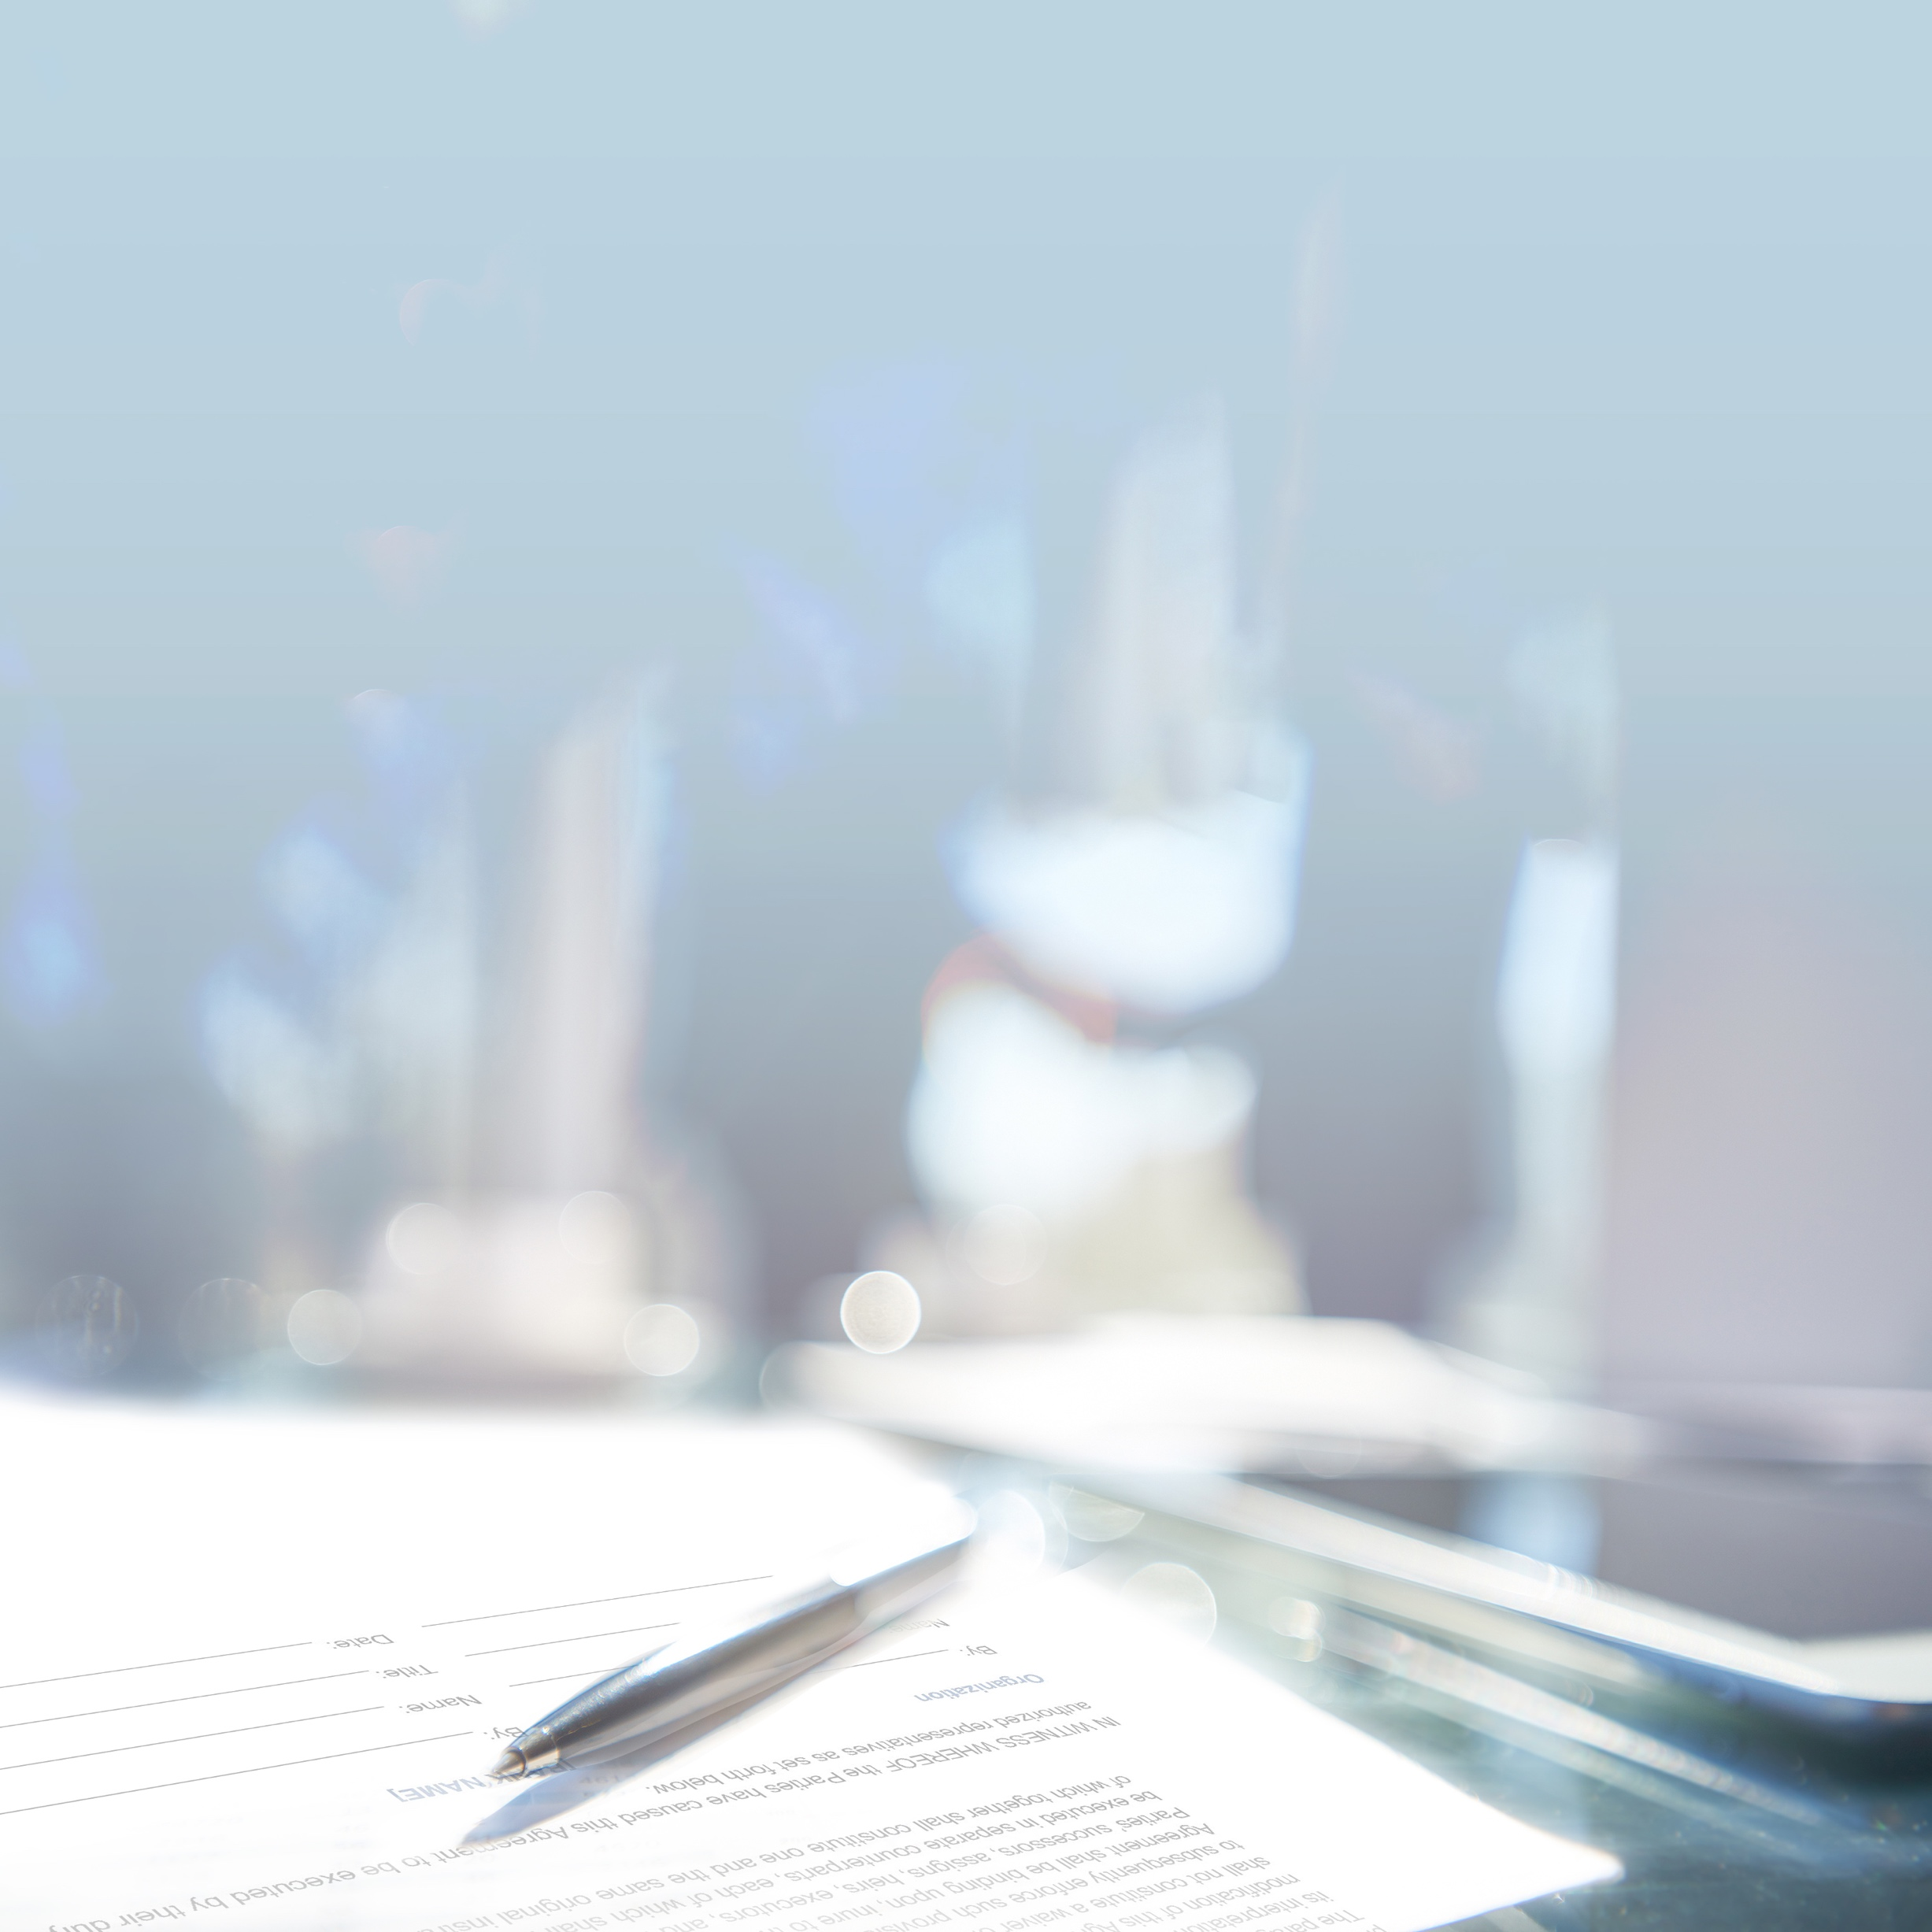 modification of this
shall not constitute a waiver
to subsequently enforce such
Agreement shall be binding upon inure to
Parties' successors, assigns, heirs, executors, and
be executed in separate counterparts, each of which shall
of which together shall constitute one and the same original
IN WITNESS WHEREOF the Parties have caused this Agreement to be executed by their duly
authorized representatives as set forth below.
Organization NAME]
By: By:
Name:
Title:
Date: